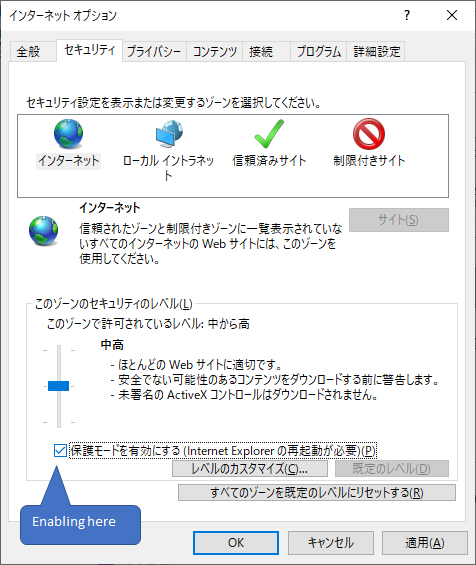 インターネット オプション
? ×
全般 セキュリティ プライバシー コンテンツ 接続 プログラム 詳細設定
セキュリティ設定を表示または変更するゾーンを選択してください。
インターネット ローカル イントラネッ 信頼済みサイト 制限付きサイト
ト
インターネット
サイト(S)
信頼されたゾーンと制限付きゾーンに一覧表示されていな
いすべてのインターネットの Web サイトには、このゾーンを
使用してください。
このゾーンのセキュリティのレベル(L)
このゾーンで許可されているレベル: 中から高
中高
- ほとんどの Web サイトに適切です。
- 安全でない可能性のあるコンテンツをダウンロードする前に警告します。
- 未署名の ActiveX コントロールはダウンロードされません。
保護モードを有効にする (Internet Explorer の再起動が必要)(P)
レベルのカスタマイズ(C)... 既定のレベル(D)
すべてのゾーンを既定のレベルにリセットする(R)
Enabling here
OK キャンセル 適用(A)